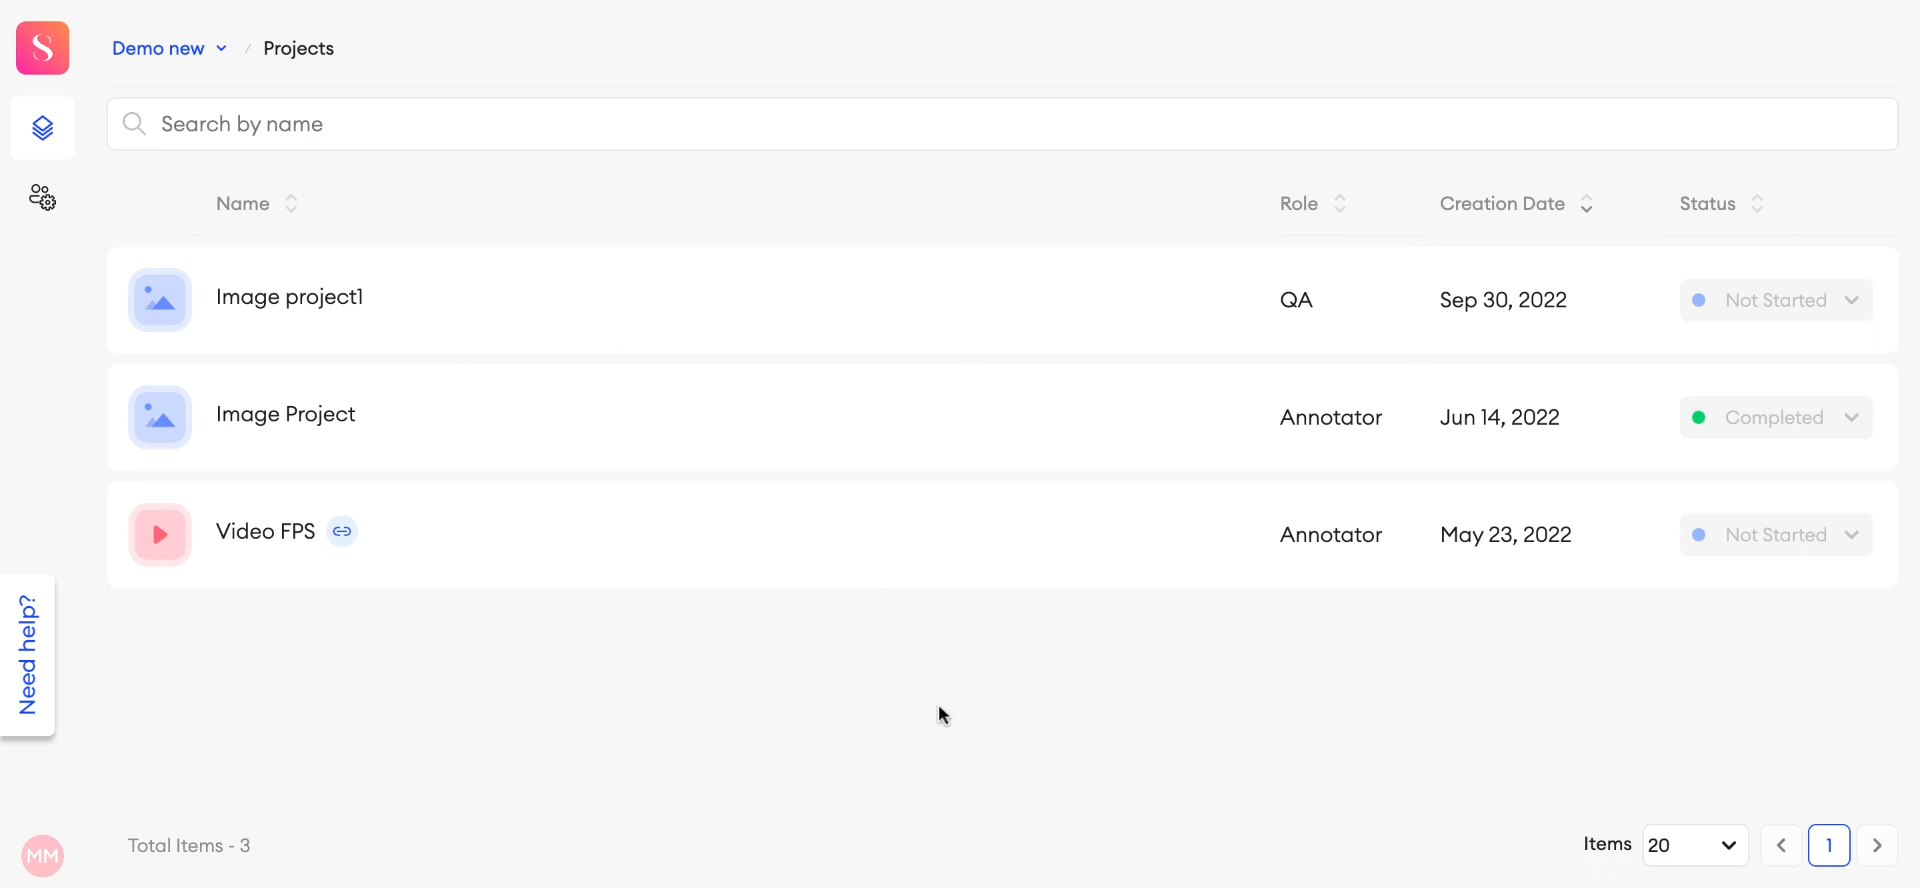 Demo new / Projects
Search by name
Name Role Creation Date Status
Image project1 QA Sep 30, 2022 Not Started
Image Project Annotator Jun 14, 2022 Completed
Video FPS Annotator May 23, 2022 Not Started
Need help?
MM Total Items - 3 Items 20 1